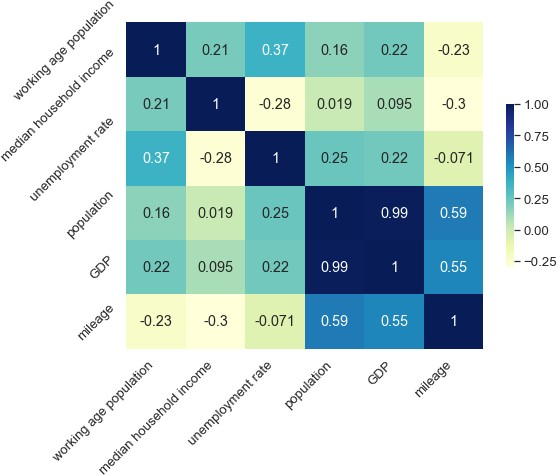 working age population
1 0.21 0.37 0.16 0.22 -0.23
median household income
0.21 1 -0.28 0.019 0.095 -0.3
unemployment rate
0.37 -0.28 1 0.25 0.22 -0.071
population
0.16 0.019 0.25 1 0.99 0.59
GDP
0.22 0.095 0.22 0.99 1 0.55
mileage
-0.23 -0.3 -0.071 0.59 0.55 1
working age population
median household income
unemployment rate
population
GDP
mileage
1.00
0.75
0.50
0.25
0.00
−0.25